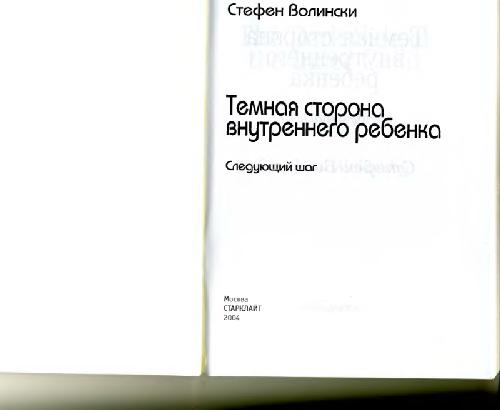 Стефен Волински
Темная сторона
внутреннего ребенка
Следующий шаг
Москва
СТАРКЛАЙТ
2004